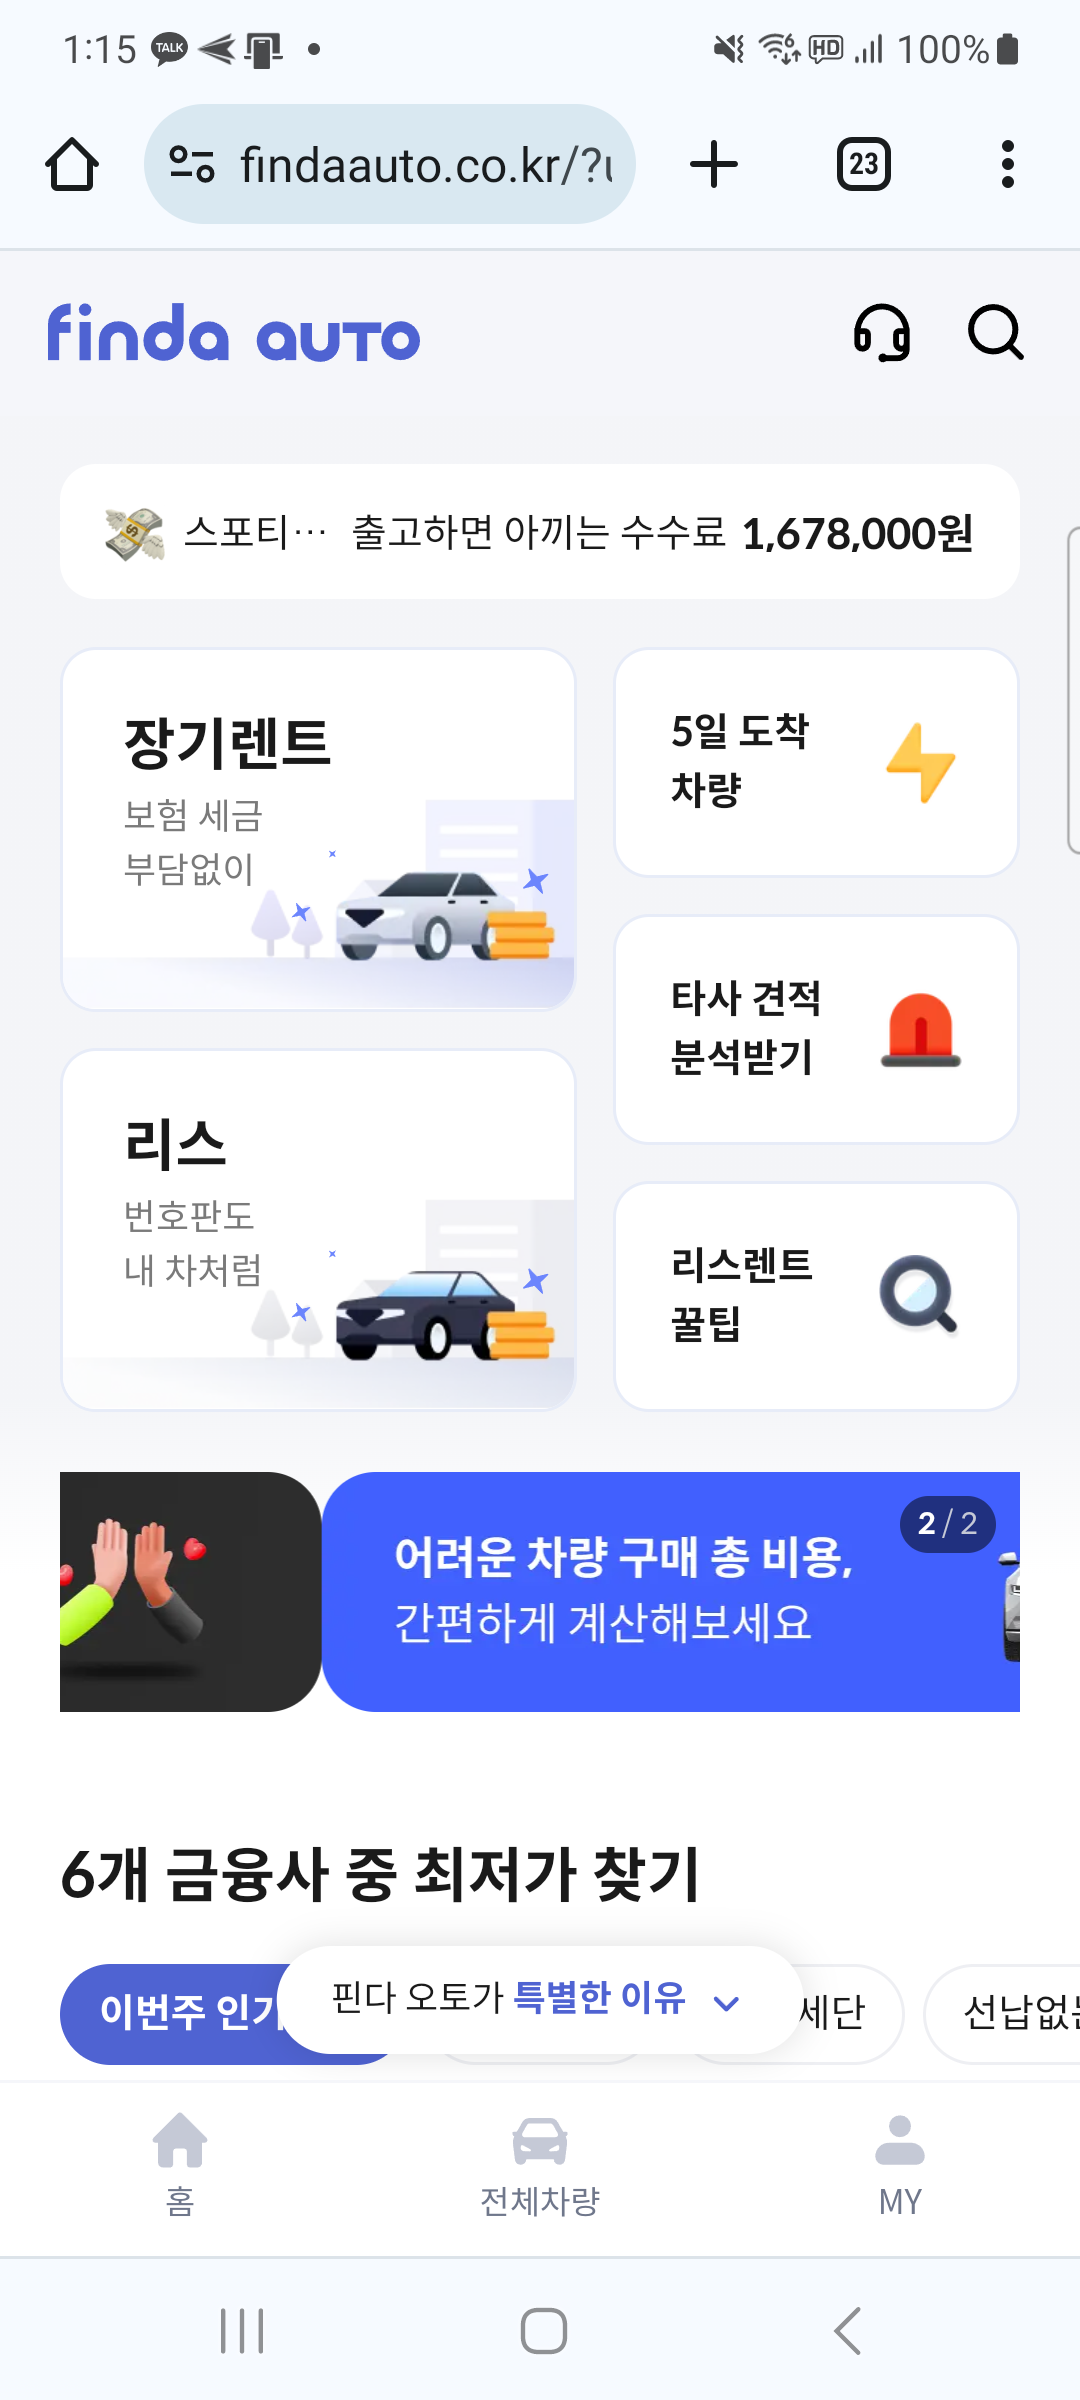 1:15
TALK
6
HD
100%
findaauto.co.kr/?
23
finda auto
스포티… 출고하면 아끼는 수수료 1,678,000원
장기렌트
보험 세금
부담없이
5일 도착
차량
타사 견적
분석받기
리스
번호판도
내 차처럼
리스렌트
꿀팁
2 / 2
어려운 차량 구매 총 비용,
간편하게 계산해보세요
6개 금융사 중 최저가 찾기
이번주 인기
핀다 오토가 특별한 이유
세단
선납없는
홈
전체차량
MY